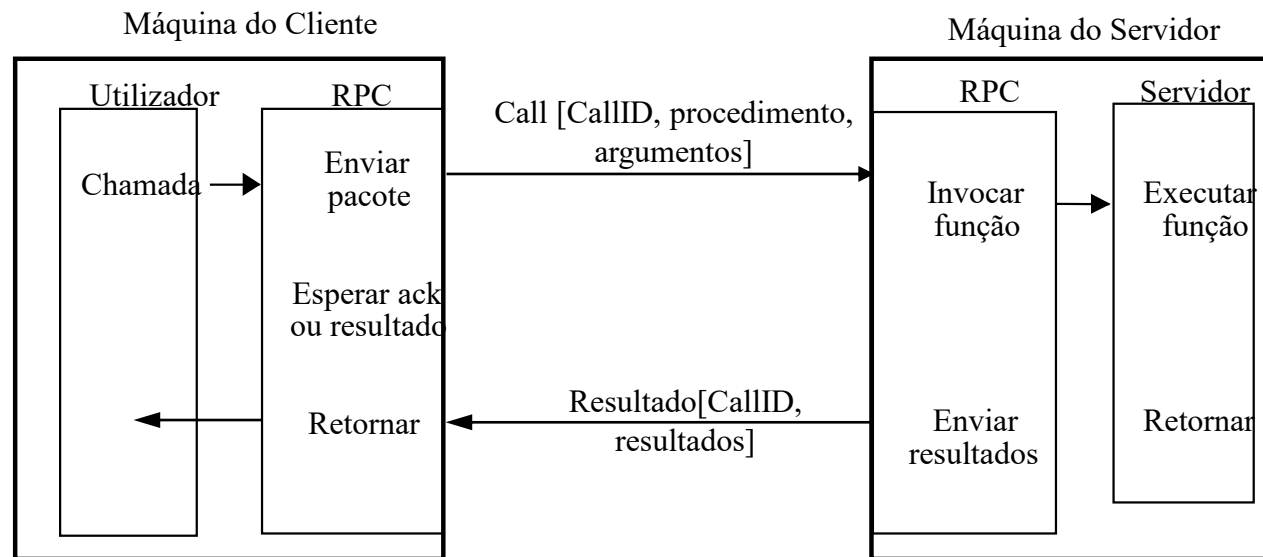 Máquina do Cliente
Máquina do Servidor
Utilizador
RPC
Chamada
Enviar
pacote
Esperar ack
ou resultado
Retornar
Call [CallID, procedimento,
argumentos]
Resultado[CallID,
resultados]
RPC
Servidor
Invocar
função
Executar
função
Enviar
resultados
Retornar